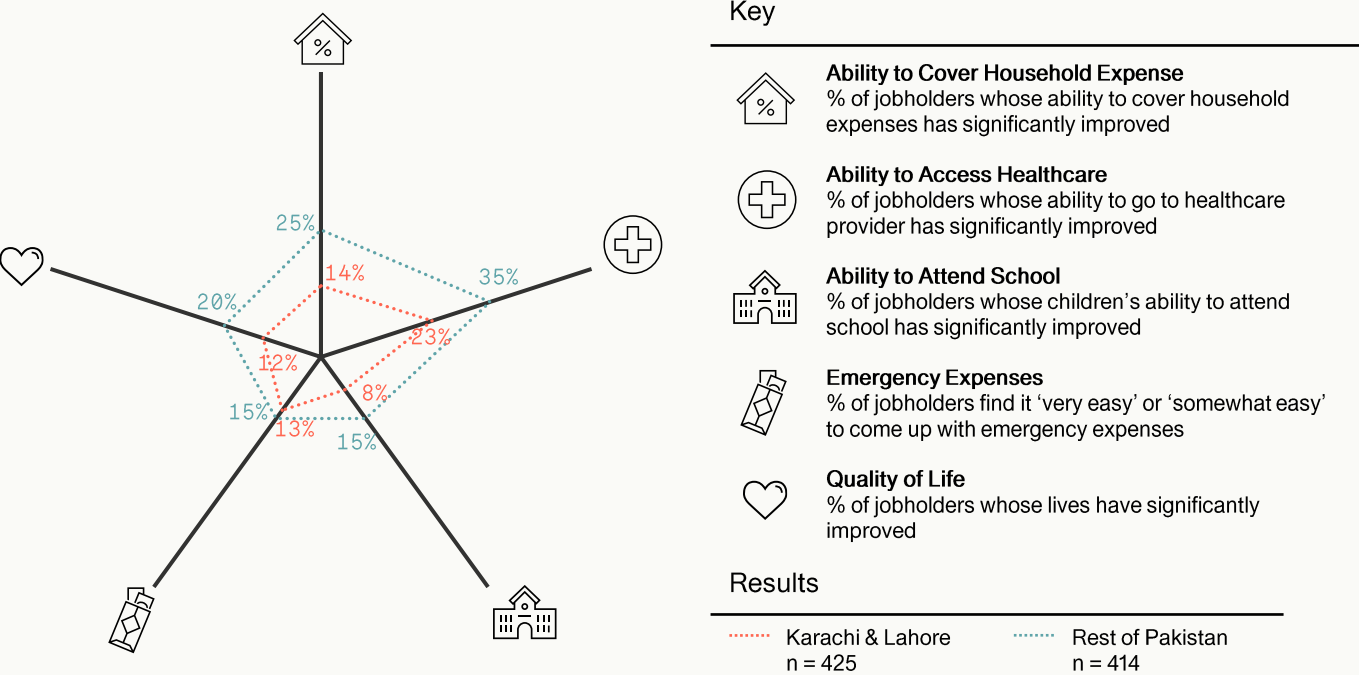 Key
25%
14%
35%
20%
23%
12%
8%
15%
13%
15%
%
Ability to Cover Household Expense
% of jobholders whose ability to cover household
expenses has significantly improved
Ability to Access Healthcare
% of jobholders whose ability to go to healthcare
provider has significantly improved
Ability to Attend School
% of jobholders whose children’s ability to attend
school has significantly improved
Emergency Expenses
% of jobholders find it ‘very easy’ or ‘somewhat easy’
to come up with emergency expenses
Quality of Life
% of jobholders whose lives have significantly
improved
Results
Karachi & Lahore
n = 425
Rest of Pakistan
n = 414
%